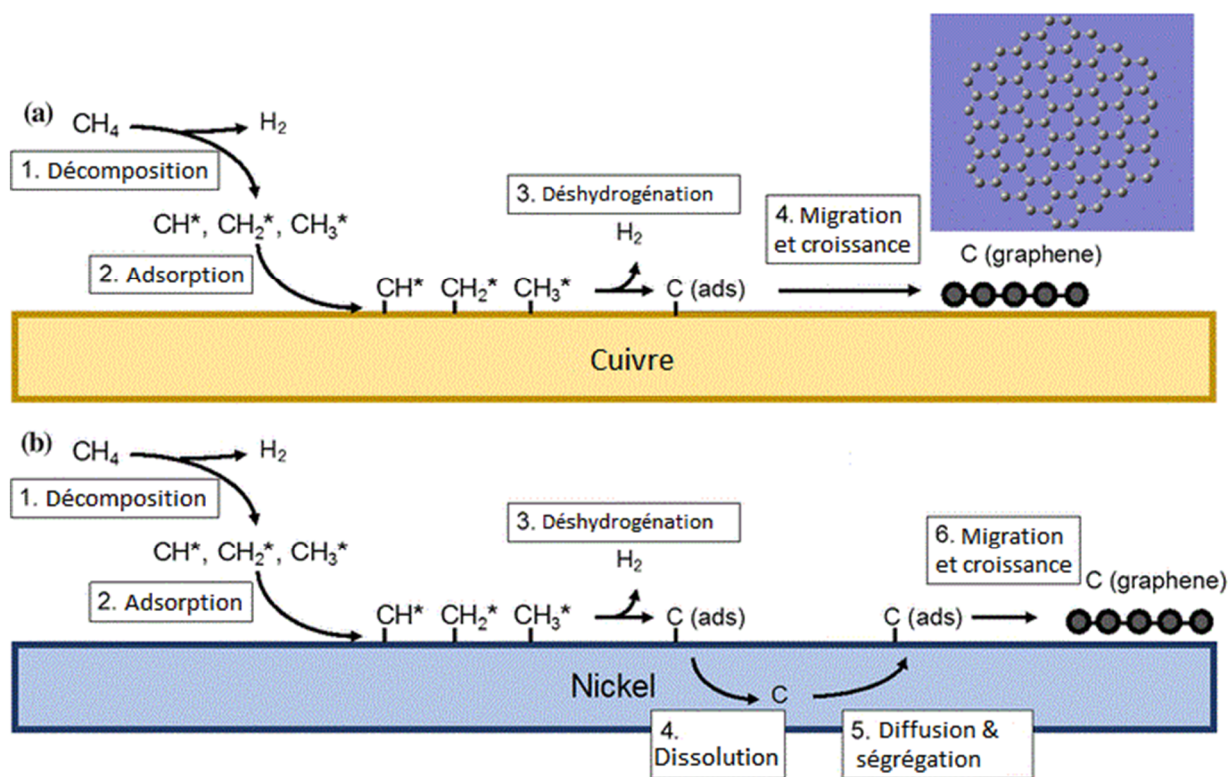 (a)
CH₄
H₂
1. Décomposition
CH*, CH₂*, CH₃*
2. Adsorption
3. Déshydrogénation
H₂
4. Migration
et croissance
C (graphene)
CH* CH₂* CH₃*
C (ads)
Cuivre
(b)
CH₄
H₂
1. Décomposition
CH*, CH₂*, CH₃*
2. Adsorption
3. Déshydrogénation
H₂
6. Migration
et croissance
C (graphene)
CH* CH₂* CH₃*
C (ads)
C (ads)
Nickel
C
4.
Dissolution
5. Diffusion &
ségrégation